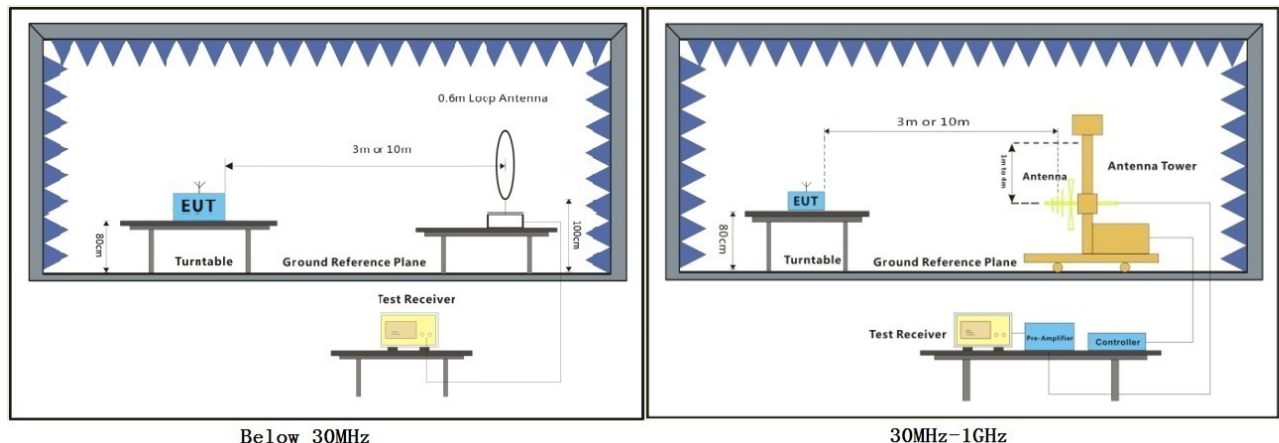 0.6m Loop Antenna
3m or 10m
EUT
80cm
100cm
Turntable
Ground Reference Plane
Test Receiver
Below 30MHz
3m or 10m
1m to 4m
Antenna
Antenna Tower
EUT
80cm
Turntable
Ground Reference Plane
Test Receiver
Pre-Amplifier
Controller
30MHz-1GHz